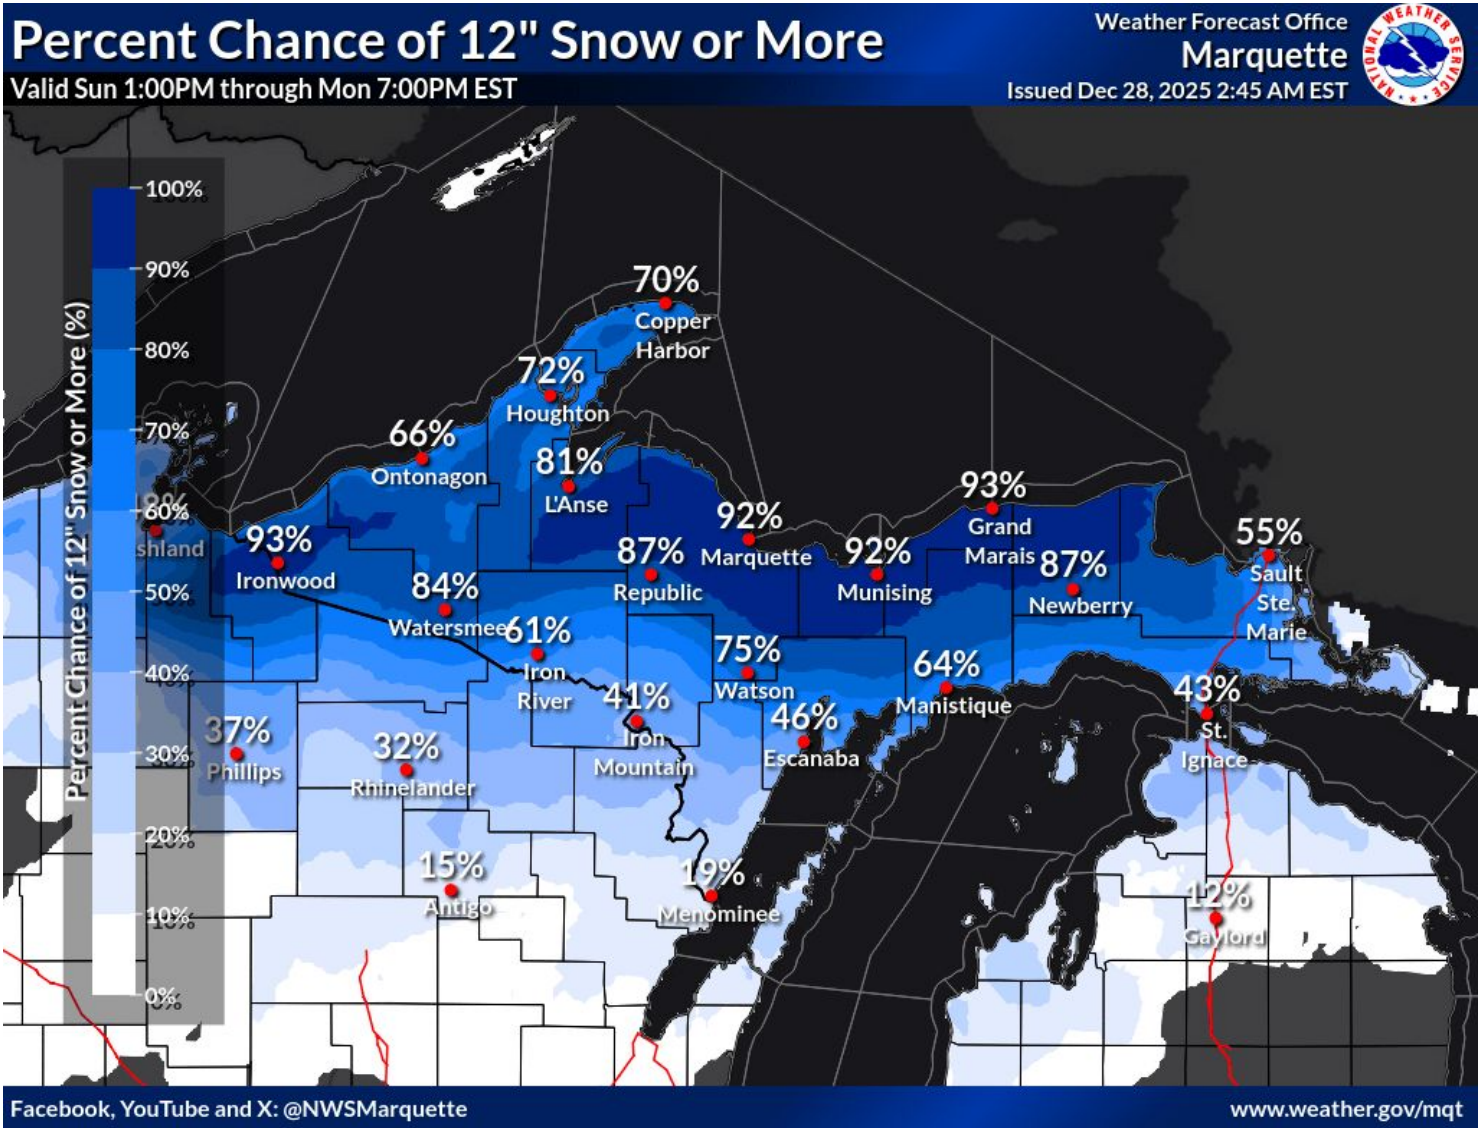 Percent Chance of 12" Snow or More
Valid Sun 1:00PM through Mon 7:00PM EST
Weather Forecast Office
Marquette
Issued Dec 28, 2025 2:45 AM EST
NATIONAL WEATHER SERVICE
Percent Chance of 12" Snow or More (%)
100%
90%
80%
70%
60%
50%
40%
30%
20%
10%
0%
70%
Copper
Harbor
72%
Houghton
66%
Ontonagon
81%
L'Anse
93%
Grand
Marais
92%
Marquette
55%
Sault
Ste.
Marie
93%
Ironwood
shland
87%
Republic
92%
Munising
87%
Newberry
84%
Watersmee
61%
Iron
River
75%
Watson
64%
Manistique
41%
Iron
Mountain
46%
Escanaba
43%
St.
Ignace
37%
Phillips
32%
Rhinelander
15%
Antigo
19%
Menominee
12%
Gaylord
Facebook, YouTube and X: @NWSMarquette
www.weather.gov/mqt